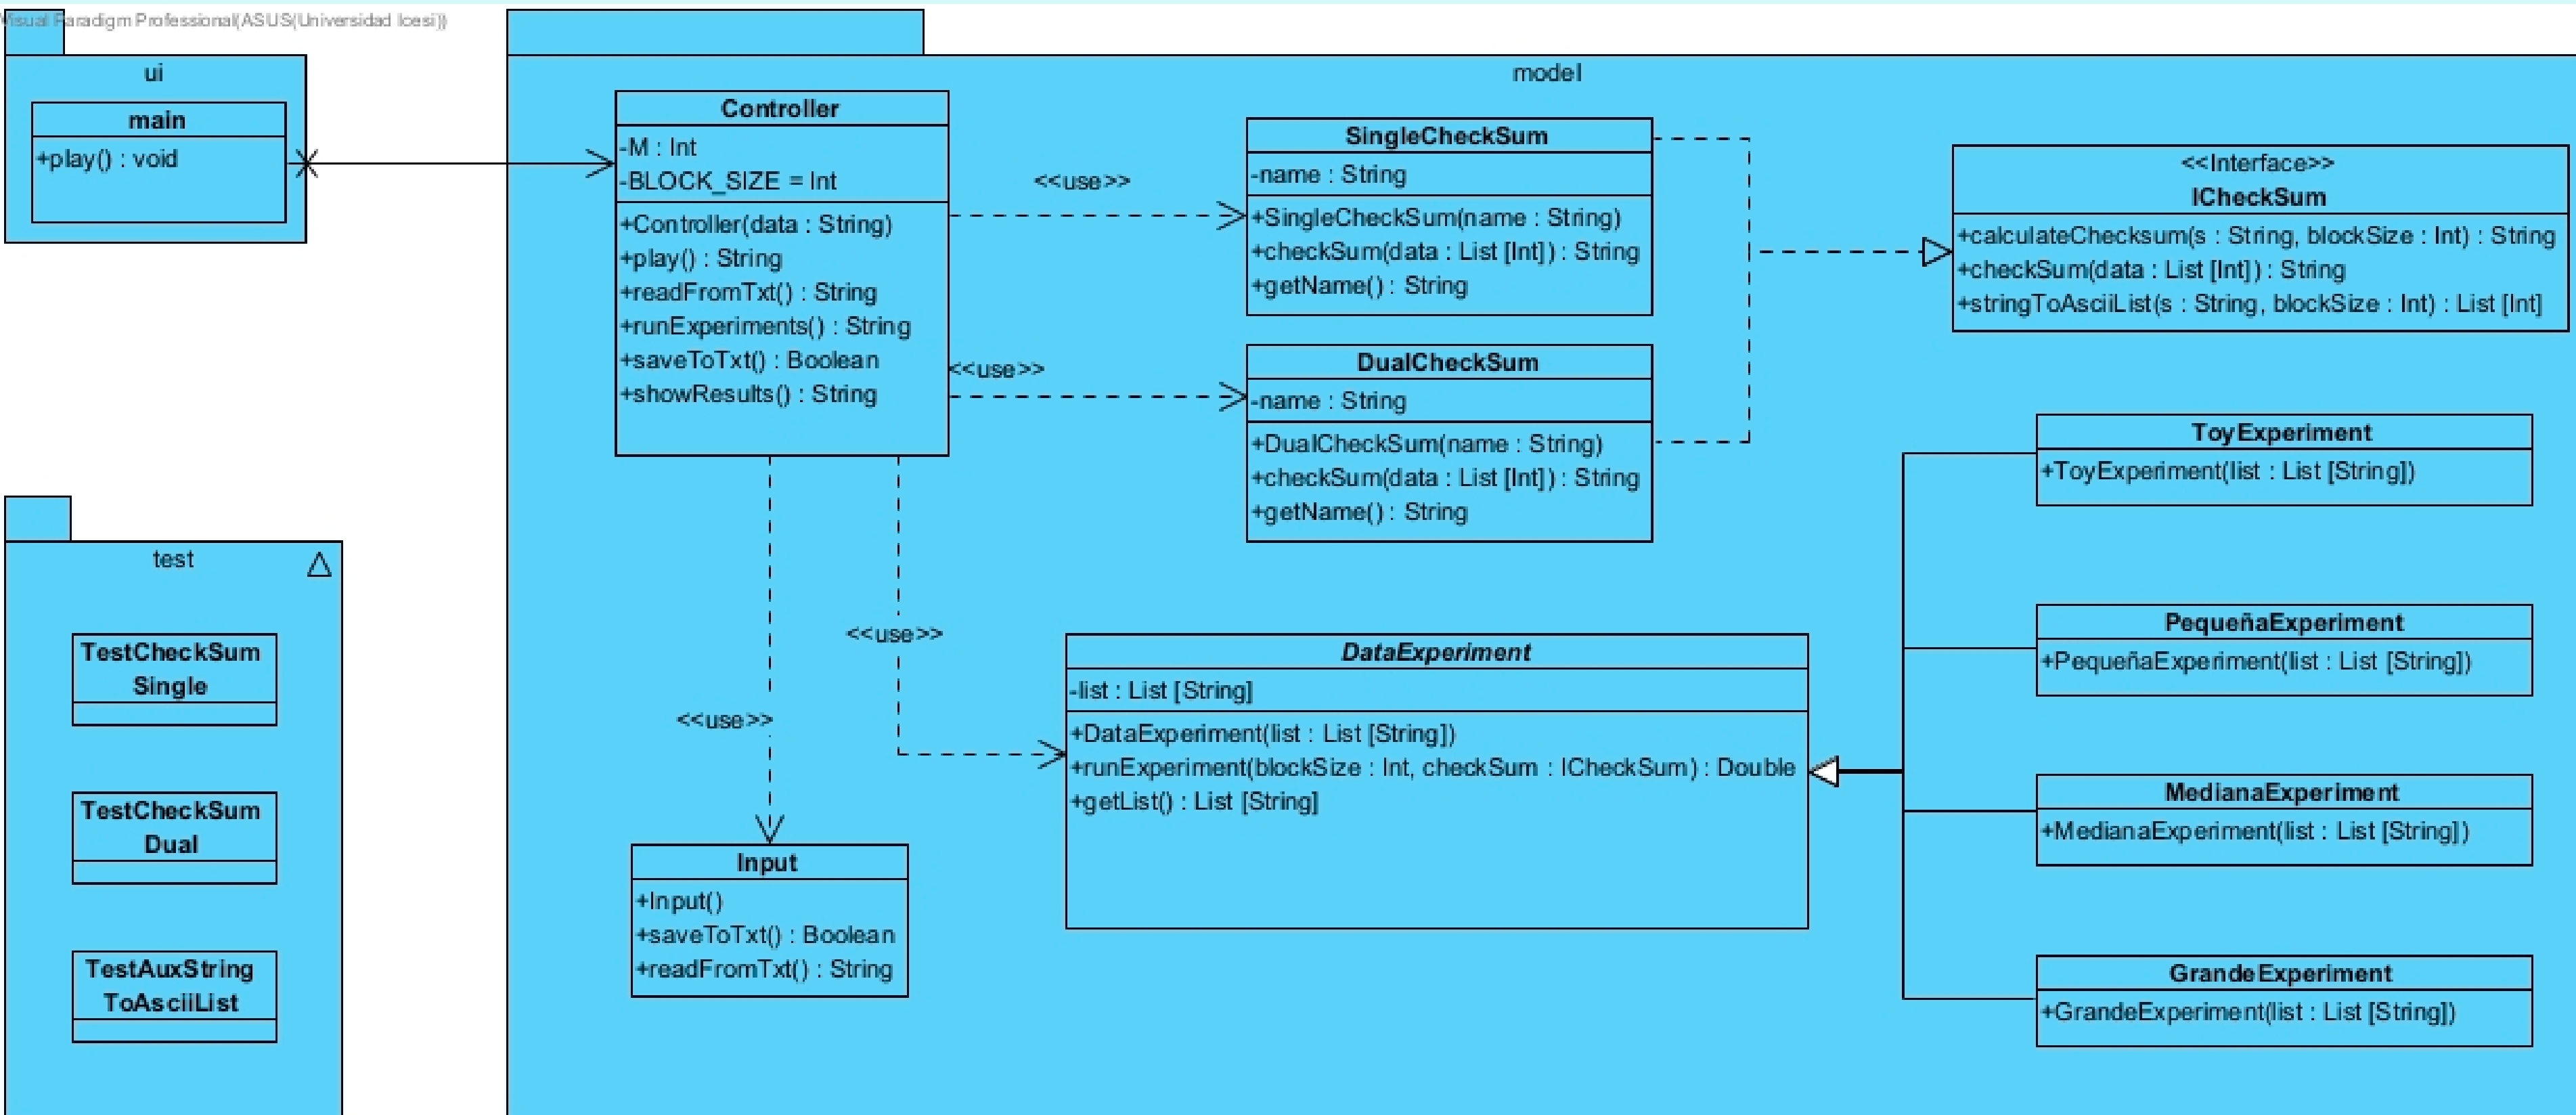 Visual Paradigm Professional(ASUS(Universidad Icesi))
ui
main
+play() : void
test
TestCheckSum
Single
TestCheckSum
Dual
TestAuxString
ToAsciiList
model
Controller
-M : Int
-BLOCK_SIZE = Int
+Controller(data : String)
+play() : String
+readFromTxt() : String
+runExperiments() : String
+saveToTxt() : Boolean
+showResults() : String
<<use>>
<<use>>
<<use>>
<<use>>
SingleCheckSum
-name : String
+SingleCheckSum(name : String)
+checkSum(data : List [Int]) : String
+getName() : String
DualCheckSum
-name : String
+DualCheckSum(name : String)
+checkSum(data : List [Int]) : String
+getName() : String
<<Interface>>
ICheckSum
+calculateChecksum(s : String, blockSize : Int) : String
+checkSum(data : List [Int]) : String
+stringToAsciiList(s : String, blockSize : Int) : List [Int]
Input
+Input()
+saveToTxt() : Boolean
+readFromTxt() : String
DataExperiment
-list : List [String]
+DataExperiment(list : List [String])
+runExperiment(blockSize : Int, checkSum : ICheckSum) : Double
+getList() : List [String]
ToyExperiment
+ToyExperiment(list : List [String])
PequeñaExperiment
+PequeñaExperiment(list : List [String])
MedianaExperiment
+MedianaExperiment(list : List [String])
GrandeExperiment
+GrandeExperiment(list : List [String])